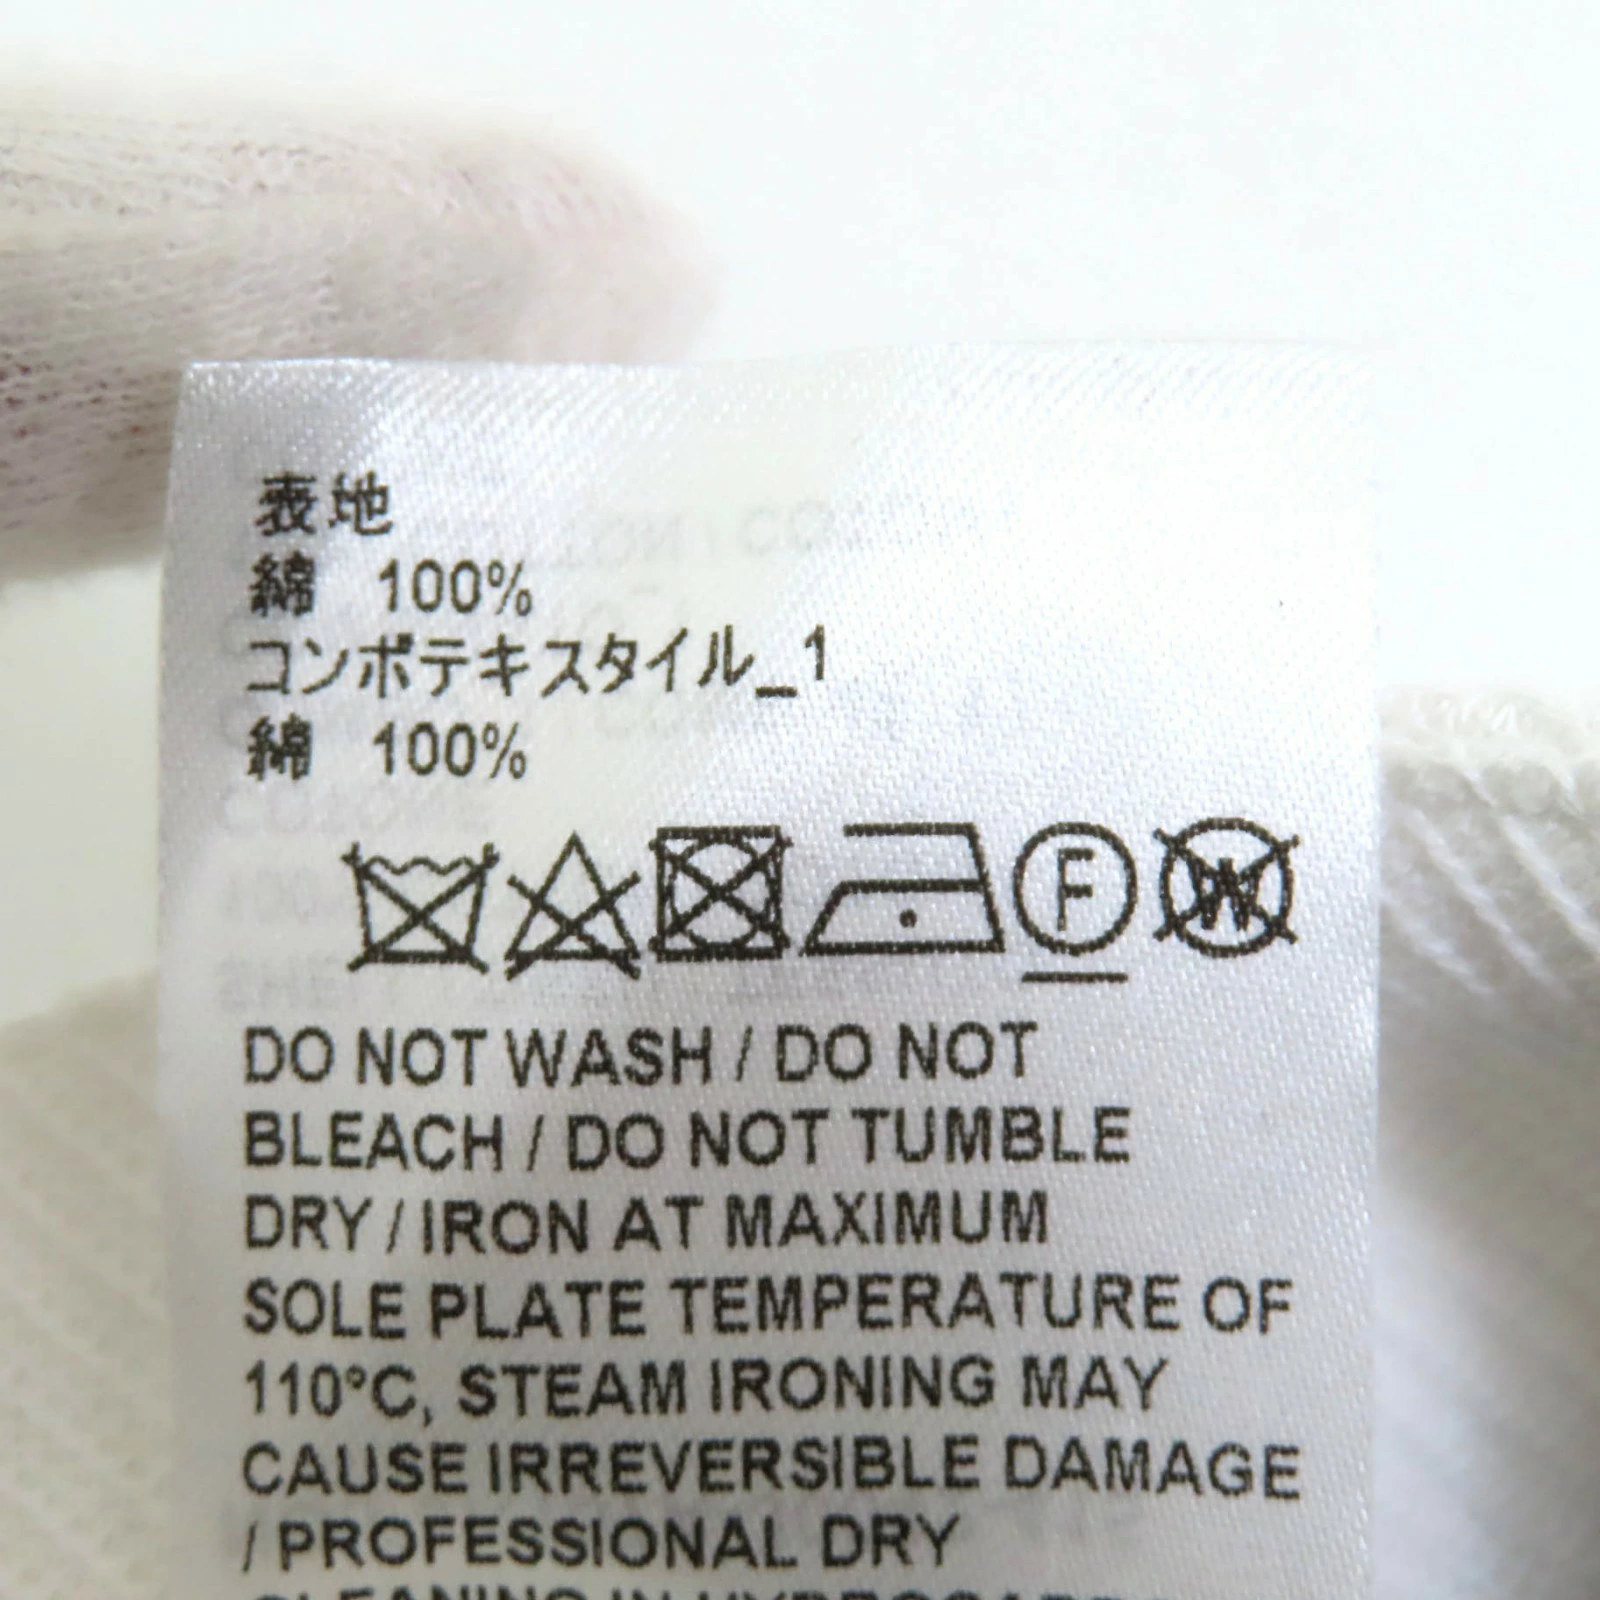 表地
綿 100%
コンポテキスタイル_1
綿 100%
F W
DO NOT WASH / DO NOT
BLEACH / DO NOT TUMBLE
DRY / IRON AT MAXIMUM
SOLE PLATE TEMPERATURE OF
110°C, STEAM IRONING MAY
CAUSE IRREVERSIBLE DAMAGE
/ PROFESSIONAL DRY
CLEANING IN